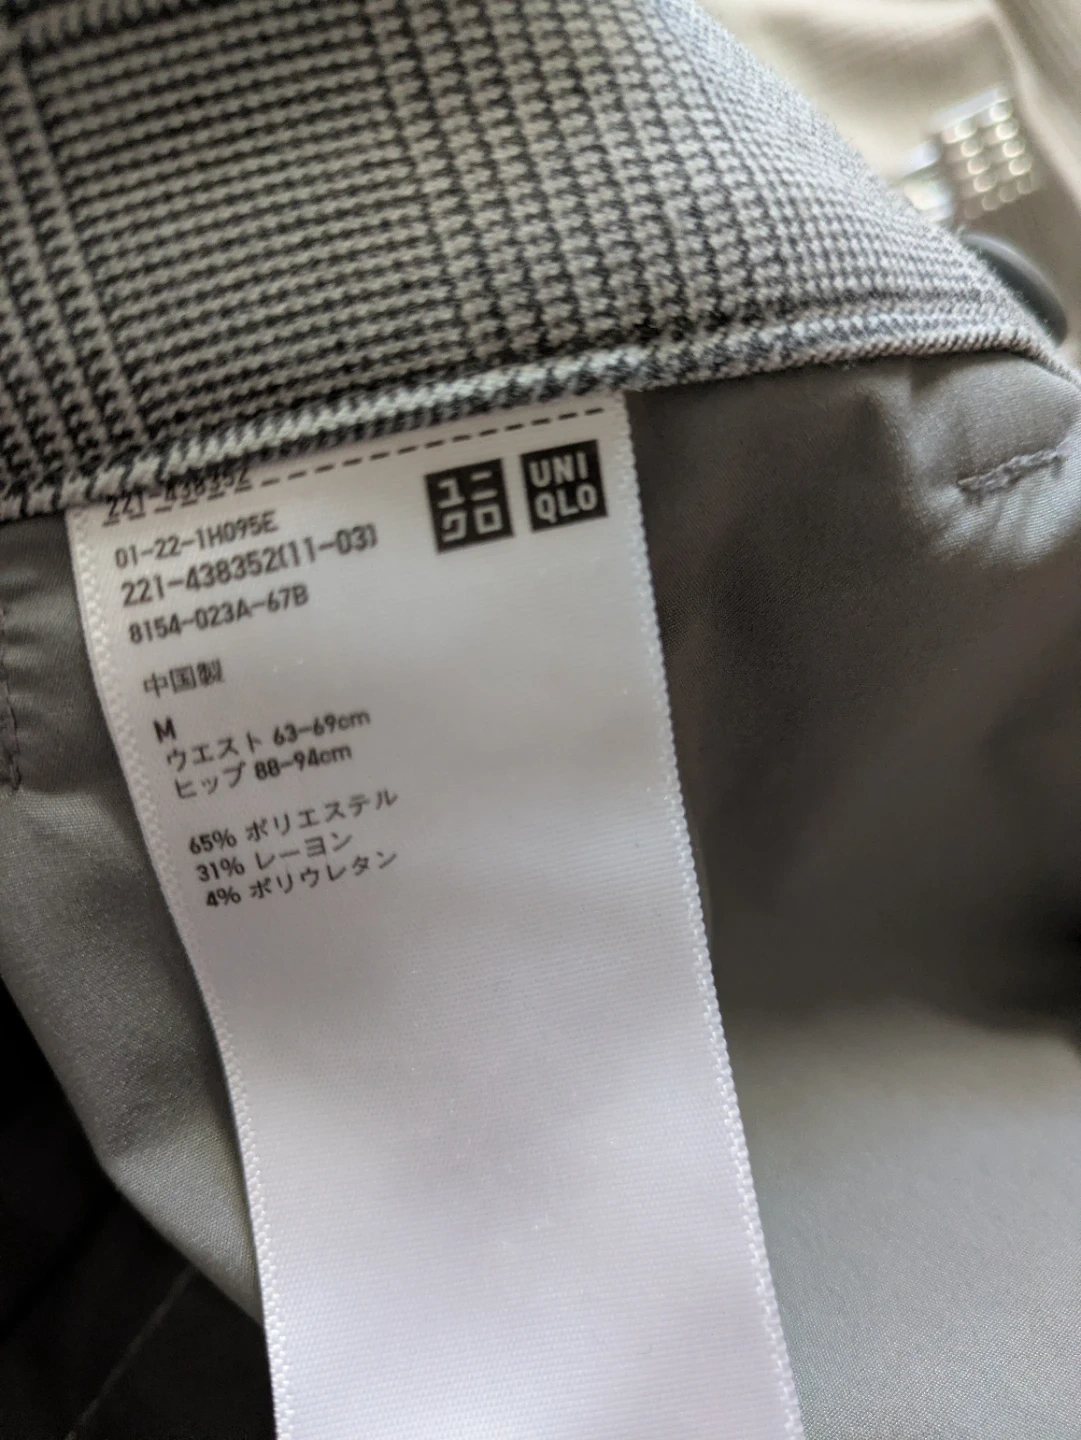 221-438352
01-22-1H095E
221-438352(11-03)
8154-023A-67B
ユニ
クロ
UNI
QLO
中国製
M
ウエスト 63-69cm
ヒップ 88-94cm
65% ポリエステル
31% レーヨン
4% ポリウレタン